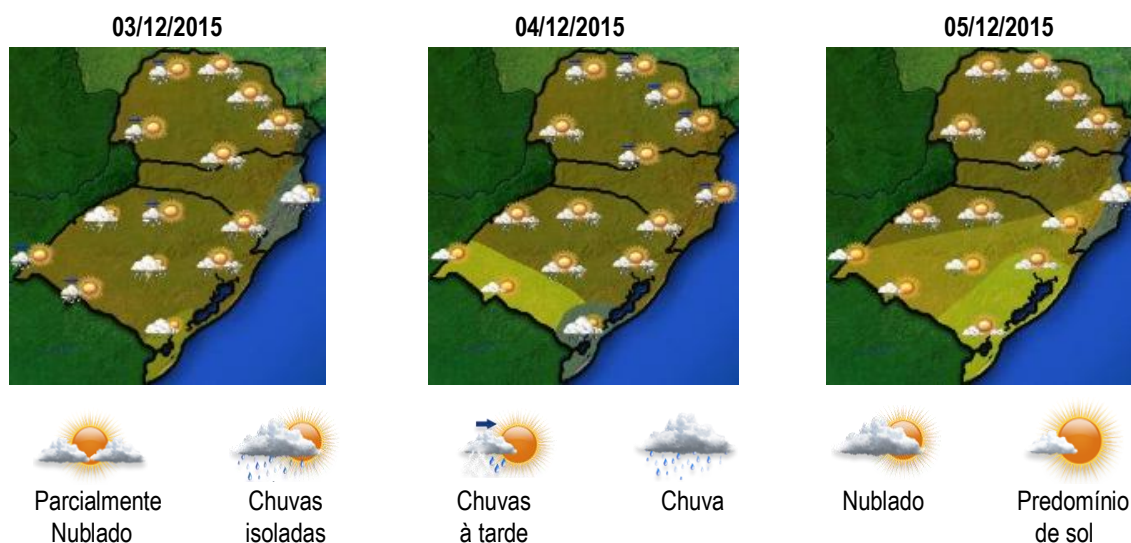 03/12/2015
04/12/2015
05/12/2015
Parcialmente
Nublado
Chuvas
isoladas
Chuvas
à tarde
Chuva
Nublado
Predomínio
de sol